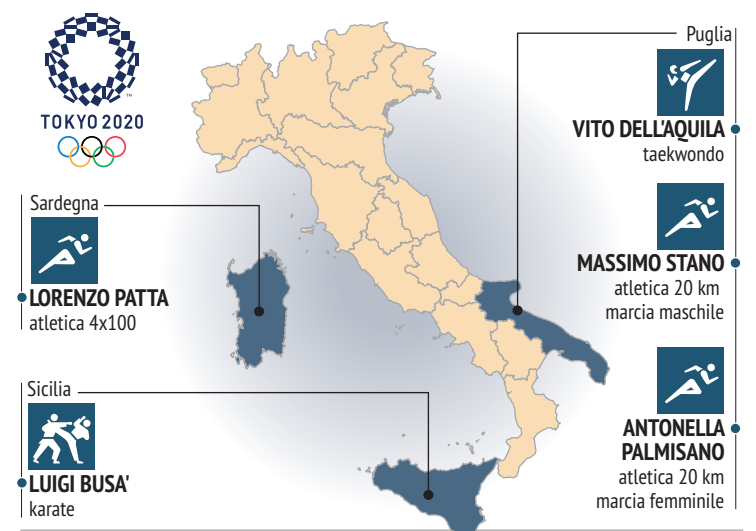 TOKYO 2020
Puglia
VITO DELL'AQUILA
taekwondo
Sardegna
LORENZO PATTA
atletica 4x100
MASSIMO STANO
atletica 20 km
marcia maschile
Sicilia
LUIGI BUSA'
karate
ANTONELLA
PALMISANO
atletica 20 km
marcia femminile